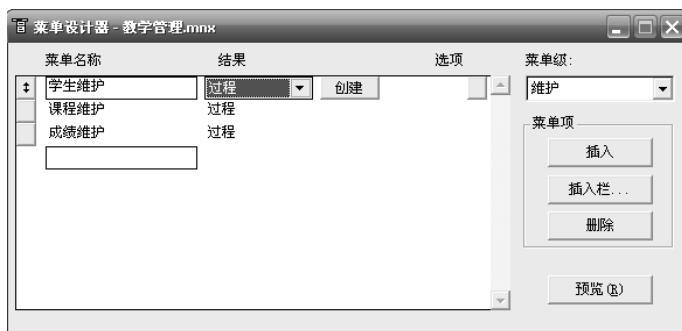 菜单设计器 - 教学管理.mnx
菜单名称 结果 选项 菜单级:
学生维护 过程 创建 维护
课程维护 过程
成绩维护 过程
菜单项
插入
插入栏...
删除
预览(R)